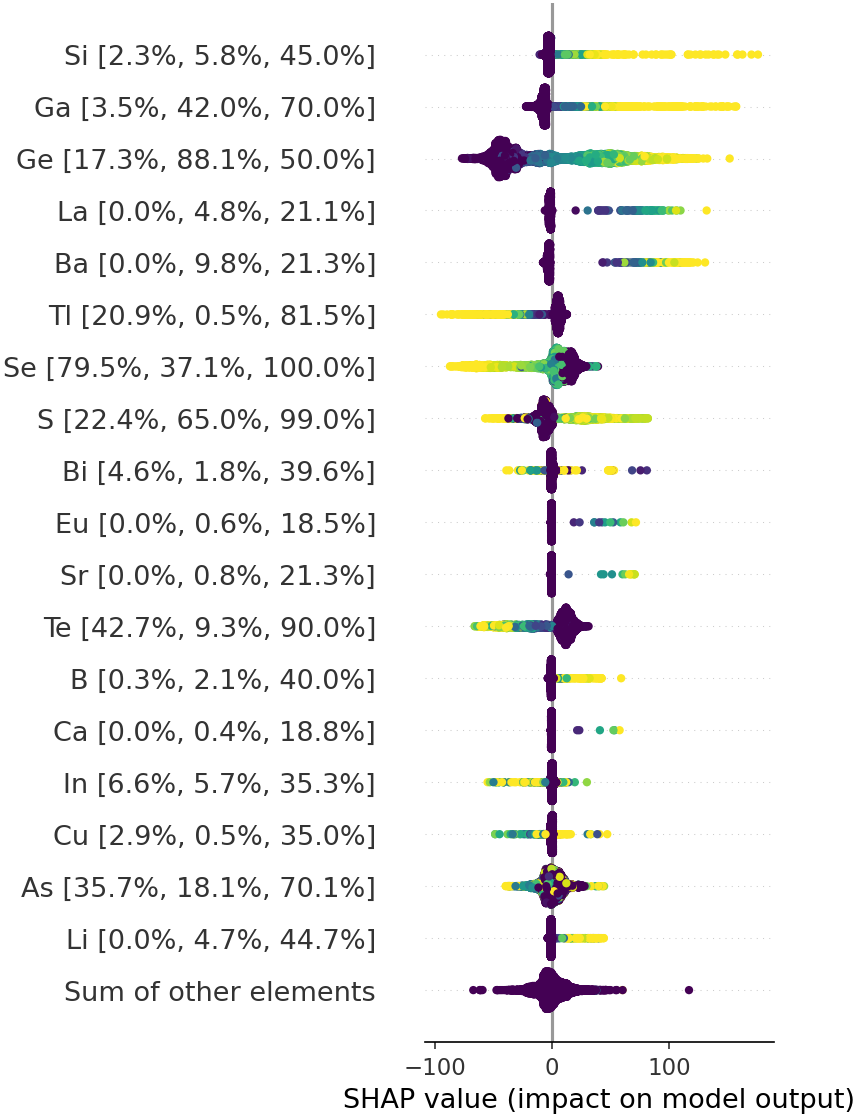 Si [2.3%, 5.8%, 45.0%]
Ga [3.5%, 42.0%, 70.0%]
Ge [17.3%, 88.1%, 50.0%]
La [0.0%, 4.8%, 21.1%]
Ba [0.0%, 9.8%, 21.3%]
Tl [20.9%, 0.5%, 81.5%]
Se [79.5%, 37.1%, 100.0%]
S [22.4%, 65.0%, 99.0%]
Bi [4.6%, 1.8%, 39.6%]
Eu [0.0%, 0.6%, 18.5%]
Sr [0.0%, 0.8%, 21.3%]
Te [42.7%, 9.3%, 90.0%]
B [0.3%, 2.1%, 40.0%]
Ca [0.0%, 0.4%, 18.8%]
In [6.6%, 5.7%, 35.3%]
Cu [2.9%, 0.5%, 35.0%]
As [35.7%, 18.1%, 70.1%]
Li [0.0%, 4.7%, 44.7%]
Sum of other elements
−100 0 100
SHAP value (impact on model output)